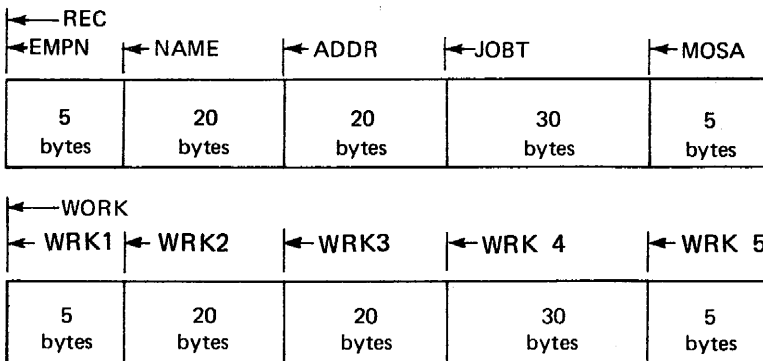 REC
EMPN NAME ADDR JOBT MOSA
5 20 20 30 5
bytes bytes bytes bytes bytes
WORK
WRK1 WRK2 WRK3 WRK 4 WRK 5
5 20 20 30 5
bytes bytes bytes bytes bytes